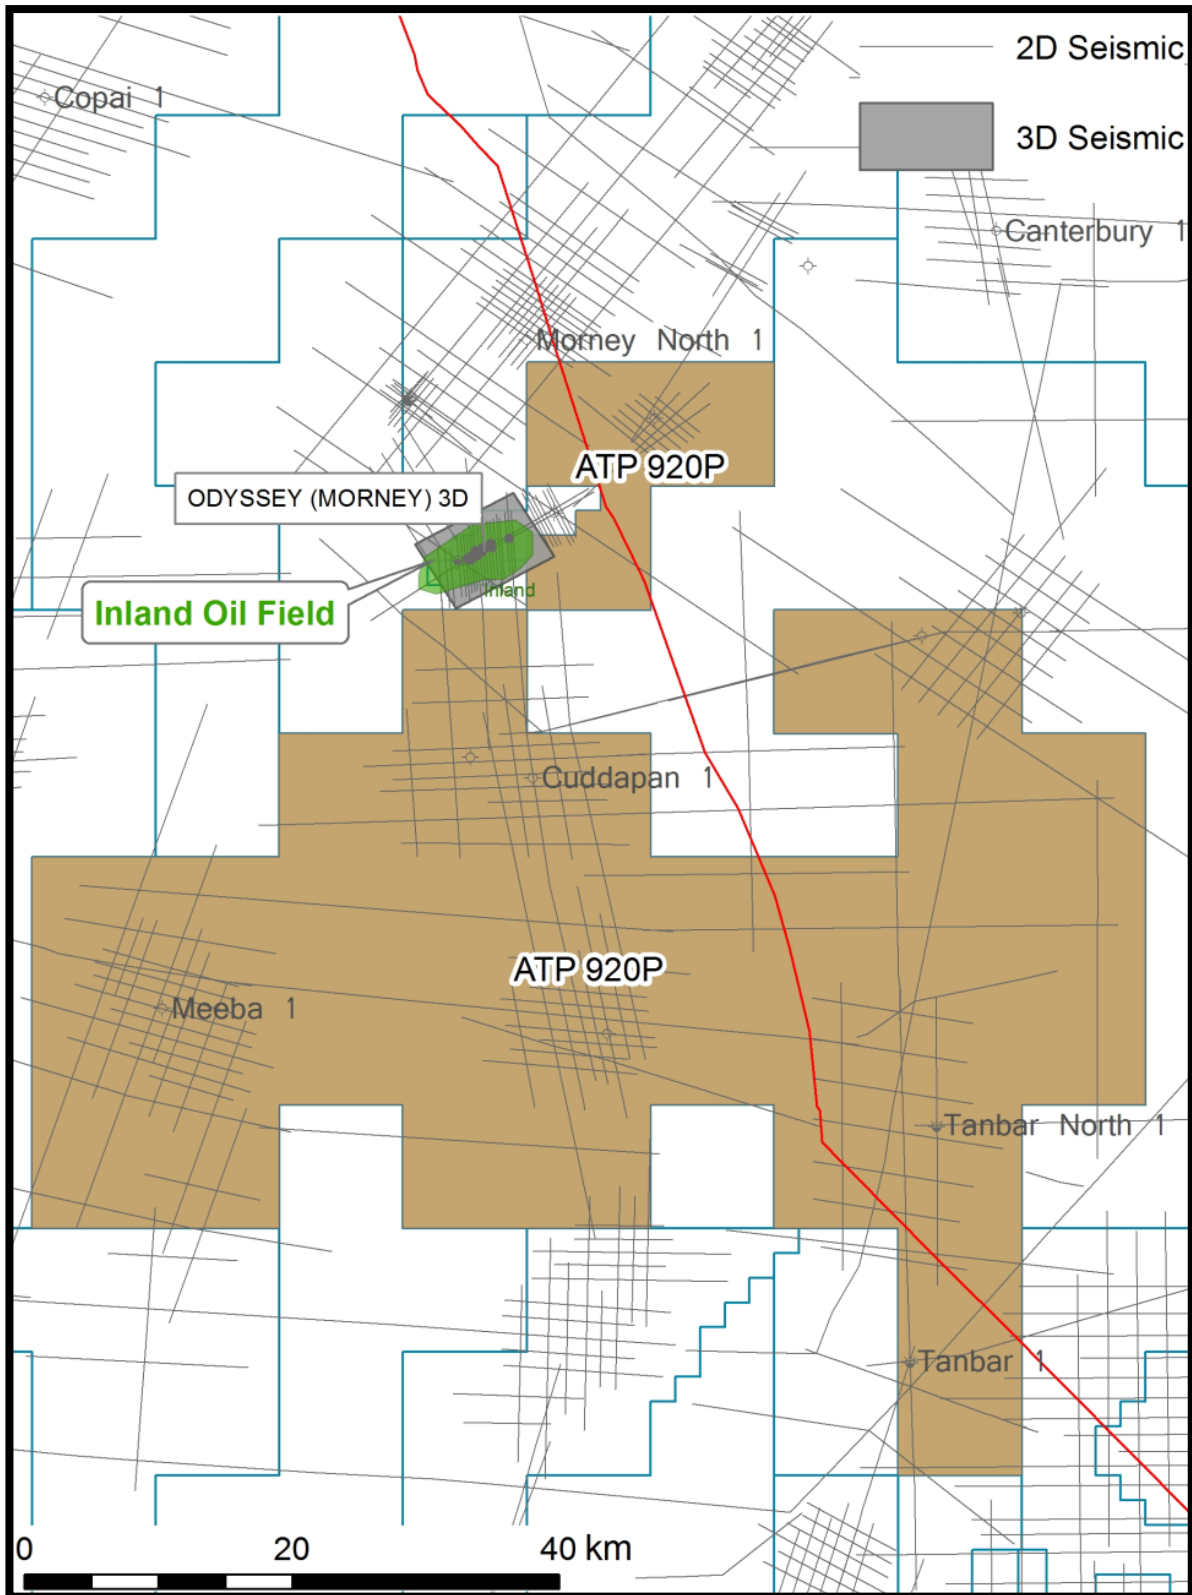 2D Seismic
Copai 1
3D Seismic
Canterbury 1
Morney North 1
ATP 920P
ODYSSEY (MORNEY) 3D
Inland
Inland Oil Field
Cuddapan 1
ATP 920P
Meeba 1
Tanbar North 1
Tanbar 1
0 20 40 km